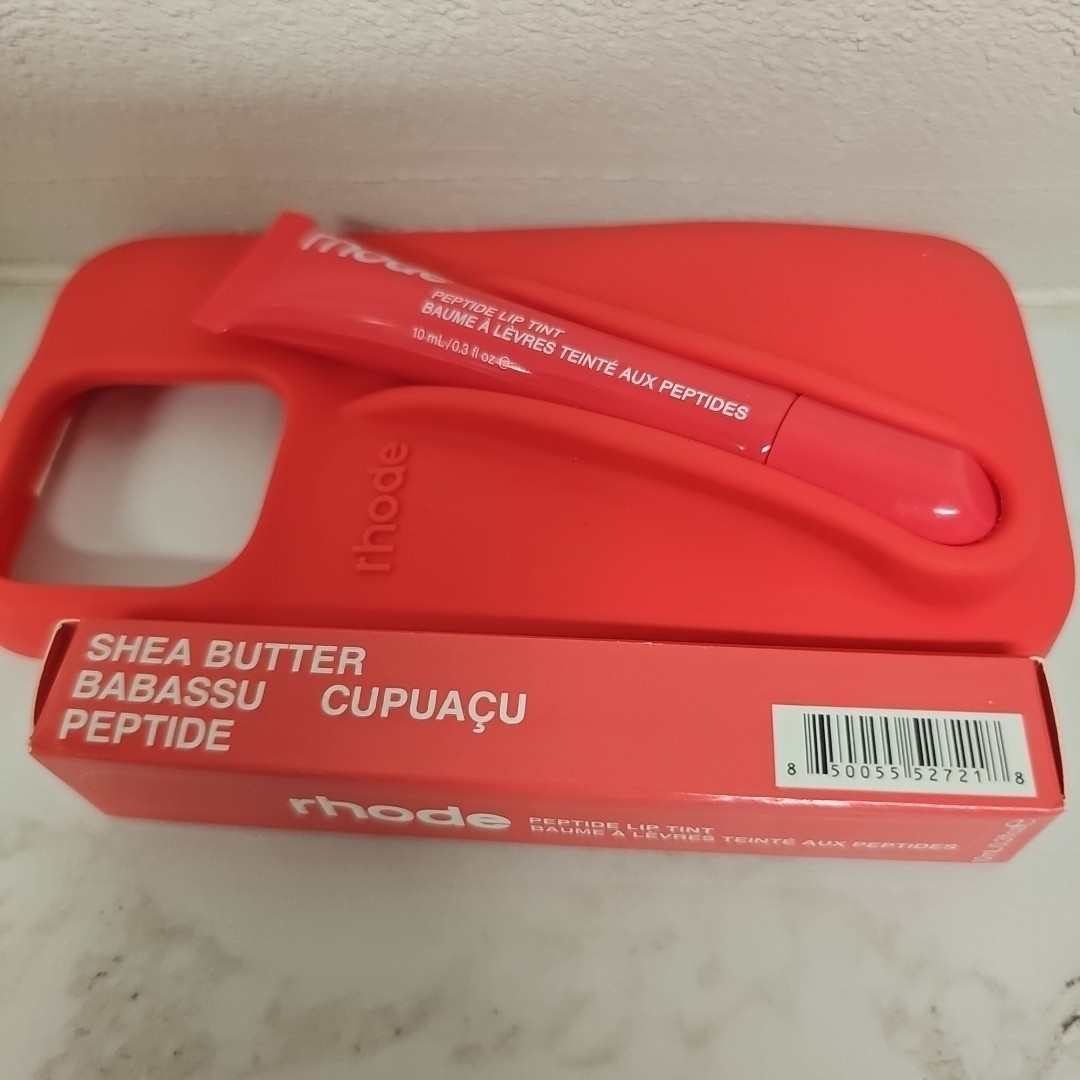 rhode
PEPTIDE LIP TINT
BAUME À LÈVRES TEINTÉ AUX PEPTIDES
10 mL/0.3 fl oz ℮
rhode
SHEA BUTTER
BABASSU CUPUAÇU
PEPTIDE
8 50055 52721 8
rhode
PEPTIDE LIP TINT
BAUME À LÈVRES TEINTÉ AUX PEPTIDES